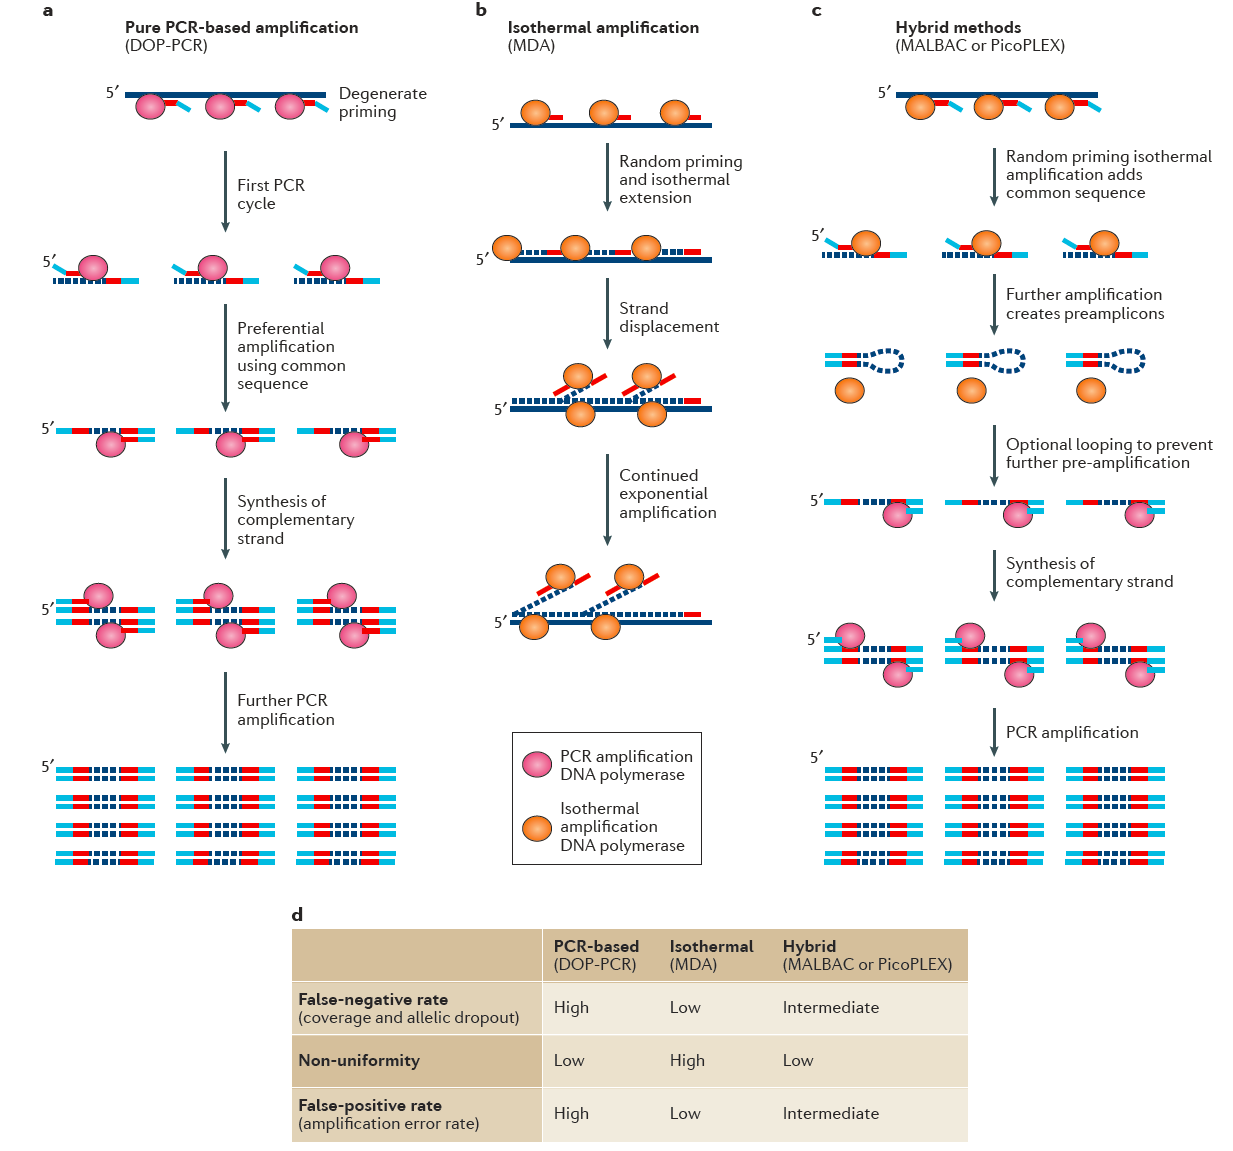 a
Pure PCR-based amplification
(DOP-PCR)
5′
Degenerate
priming
First PCR
cycle
5′
Preferential
amplification
using common
sequence
5′
Synthesis of
complementary
strand
5′
Further PCR
amplification
5′
b
Isothermal amplification
(MDA)
5′
Random priming
and isothermal
extension
5′
Strand
displacement
5′
Continued
exponential
amplification
5′
PCR amplification
DNA polymerase
Isothermal
amplification
DNA polymerase
c
Hybrid methods
(MALBAC or PicoPLEX)
5′
Random priming isothermal
amplification adds
common sequence
5′
Further amplification
creates preamplicons
Optional looping to prevent
further pre-amplification
5′
Synthesis of
complementary strand
5′
PCR amplification
5′
d
PCR-based
(DOP-PCR)
Isothermal
(MDA)
Hybrid
(MALBAC or PicoPLEX)
False-negative rate
(coverage and allelic dropout)
High
Low
Intermediate
Non-uniformity
Low
High
Low
False-positive rate
(amplification error rate)
High
Low
Intermediate